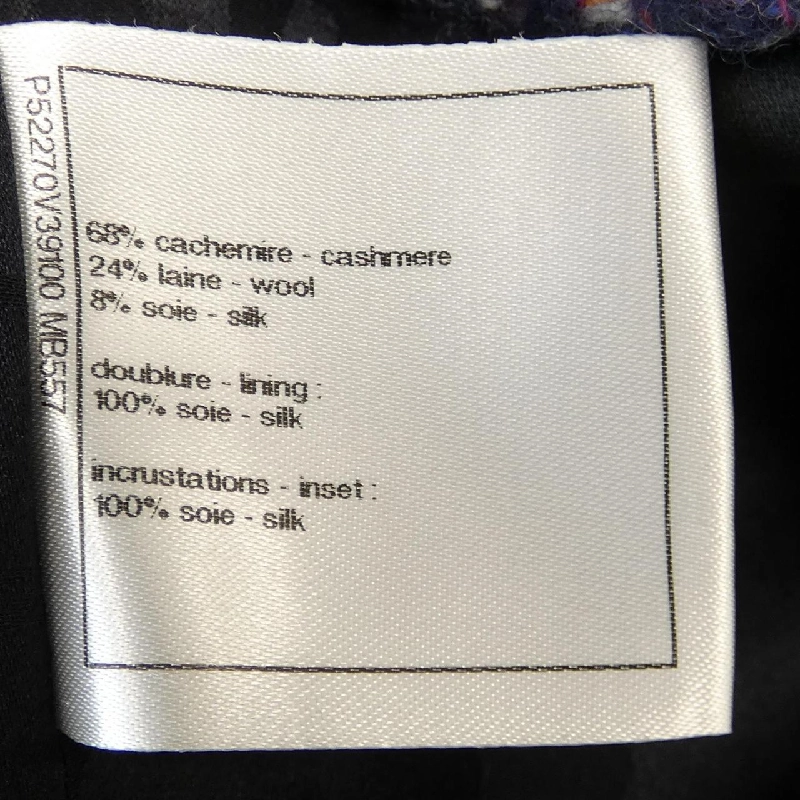 P52270V39100 MB557
68% cachemire - cashmere
24% laine - wool
8% soie - silk
doublure - lining :
100% soie - silk
incrustations - inset :
100% soie - silk